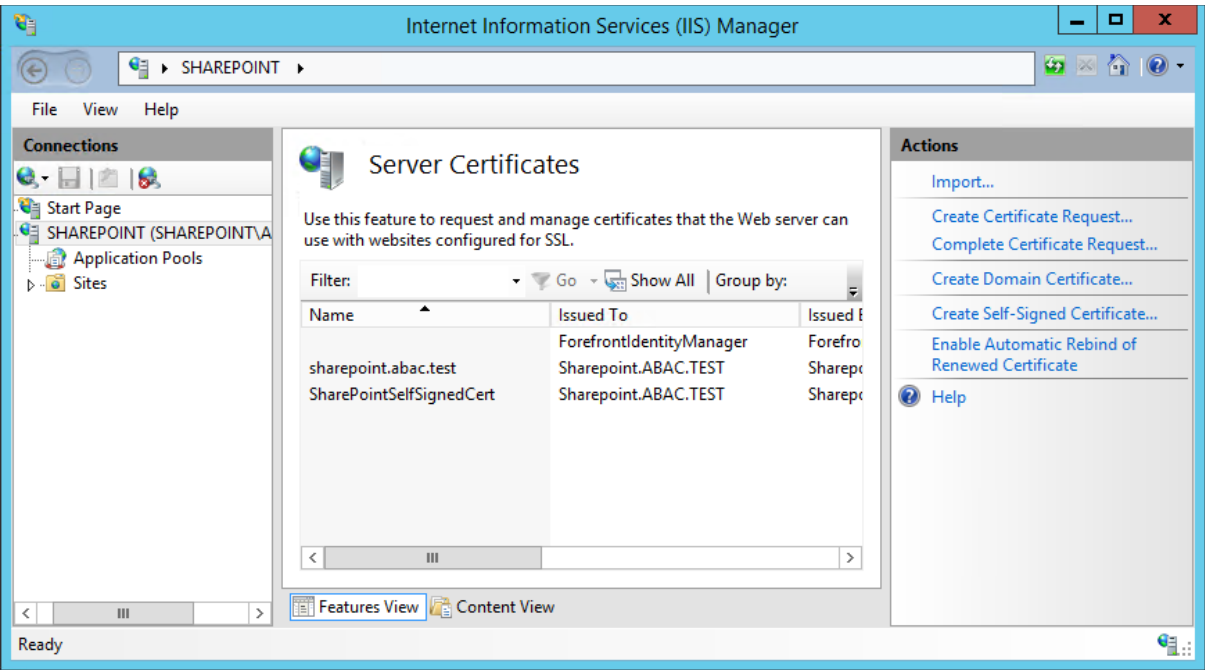 Internet Information Services (IIS) Manager
SHAREPOINT
File View Help
Connections
Start Page
SHAREPOINT (SHAREPOINT\A
Application Pools
Sites
Server Certificates
Use this feature to request and manage certificates that the Web server can
use with websites configured for SSL.
Filter: Go Show All Group by:
Name Issued To Issued
ForefrontIdentityManager Forefro
sharepoint.abac.test Sharepoint.ABAC.TEST Sharepo
SharePointSelfSignedCert Sharepoint.ABAC.TEST Sharepo
Features View Content View
Actions
Import...
Create Certificate Request...
Complete Certificate Request...
Create Domain Certificate...
Create Self-Signed Certificate...
Enable Automatic Rebind of
Renewed Certificate
Help
Ready